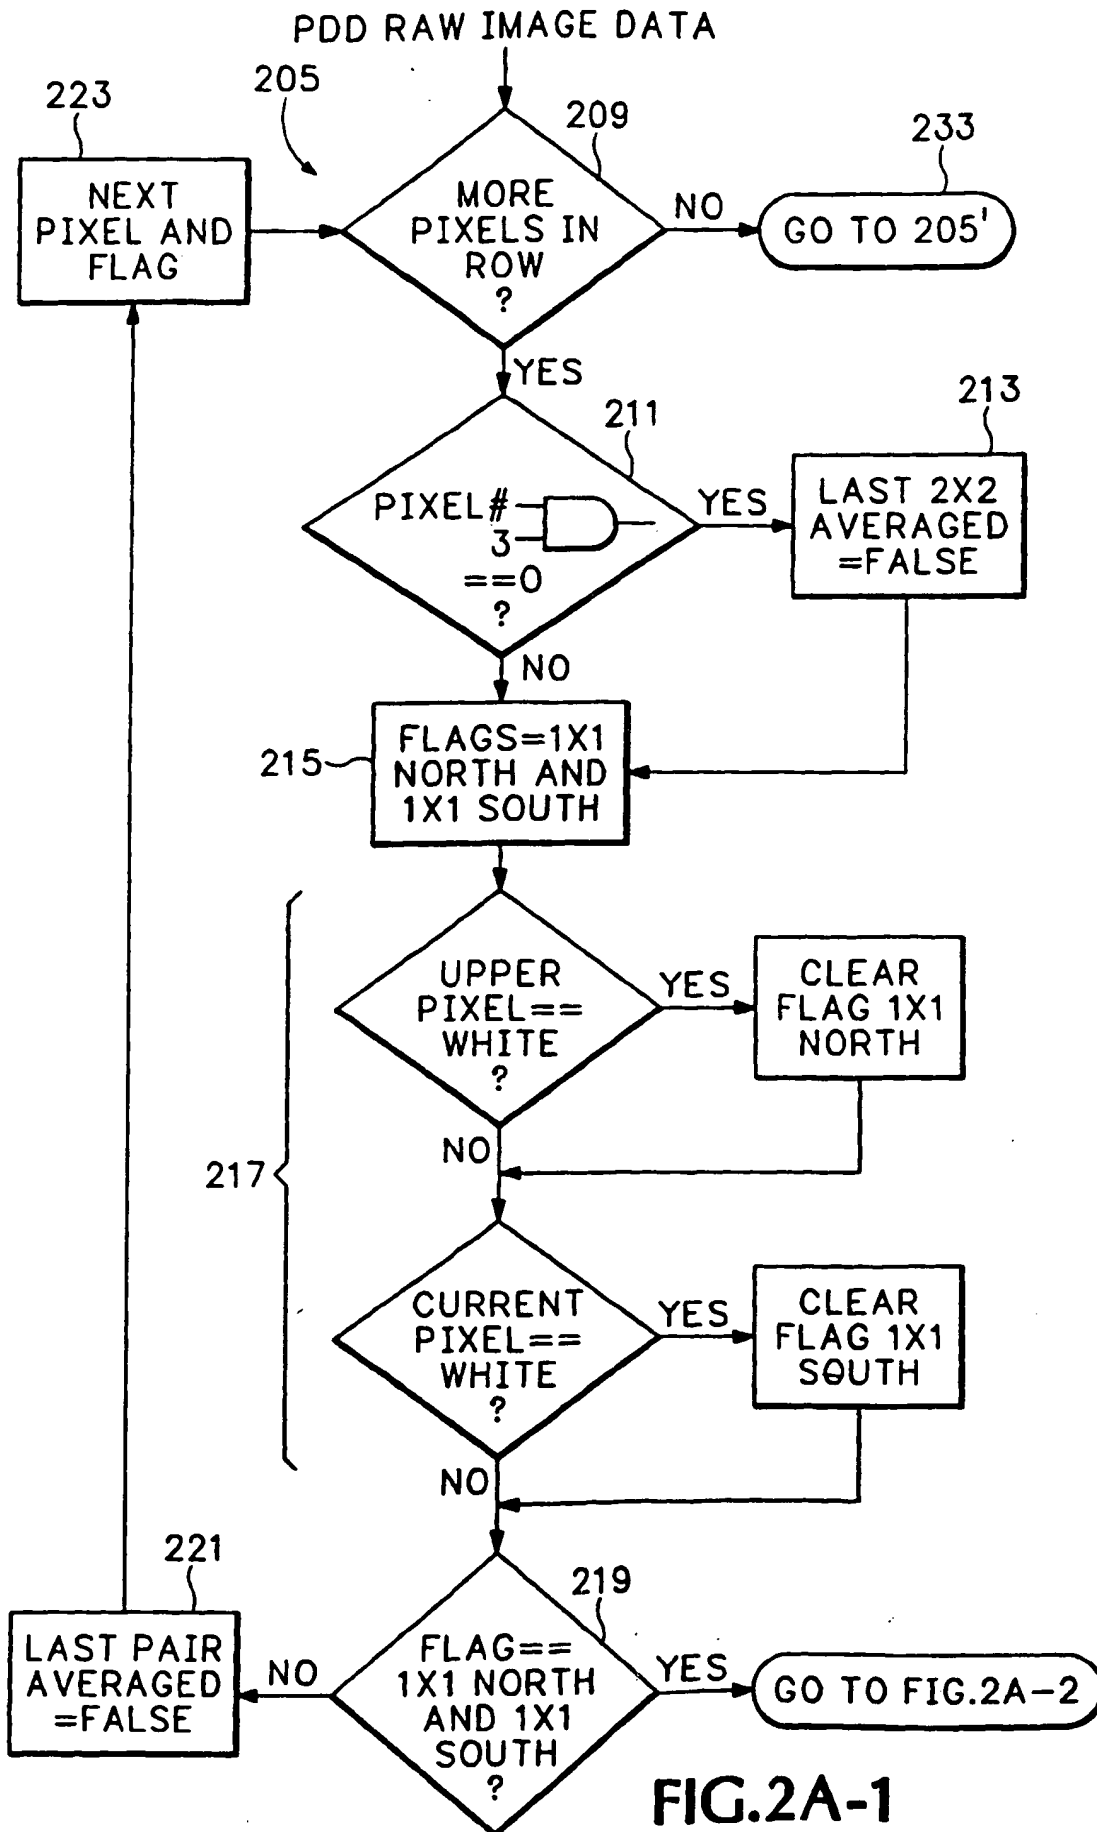 PDD RAW IMAGE DATA
205
223
NEXT
PIXEL AND
FLAG
209
MORE
PIXELS IN
ROW
?
NO
233
GO TO 205'
YES
211
PIXEL#
3
==0
?
YES
213
LAST 2X2
AVERAGED
=FALSE
NO
215
FLAGS=1X1
NORTH AND
1X1 SOUTH
217
UPPER
PIXEL==
WHITE
?
YES
CLEAR
FLAG 1X1
NORTH
NO
CURRENT
PIXEL==
WHITE
?
YES
CLEAR
FLAG 1X1
SOUTH
NO
219
FLAG==
1X1 NORTH
AND 1X1
SOUTH
?
YES
GO TO FIG.2A-2
NO
221
LAST PAIR
AVERAGED
=FALSE
FIG.2A-1